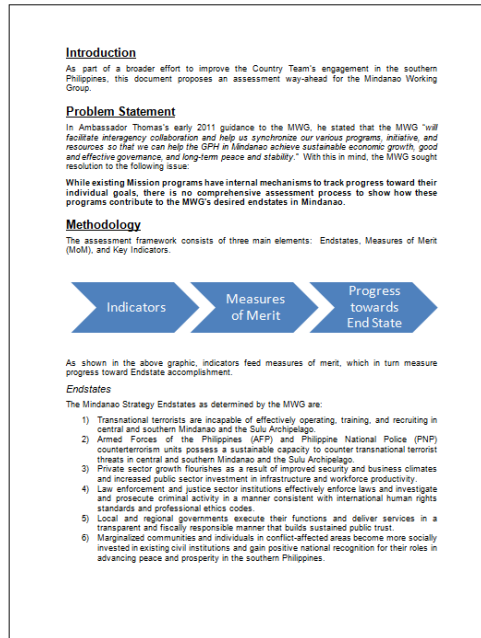 Introduction
As part of a broader effort to improve the Country Team's engagement in the southern
Philippines, this document proposes an assessment way-ahead for the Mindanao Working
Group.
Problem Statement
In Ambassador Thomas's early 2011 guidance to the MWG, he stated that the MWG "will
facilitate interagency collaboration and help us synchronize our various programs, initiative, and
resources so that we can help the GPH in Mindanao achieve sustainable economic growth, good
and effective governance, and long-term peace and stability." With this in mind, the MWG sought
resolution to the following issue:
While existing Mission programs have internal mechanisms to track progress toward their
individual goals, there is no comprehensive assessment process to show how these
programs contribute to the MWG's desired endstates in Mindanao.
Methodology
The assessment framework consists of three main elements: Endstates, Measures of Merit
(MoM), and Key Indicators.
Indicators
Measures
of Merit
Progress
towards
End State
As shown in the above graphic, indicators feed measures of merit, which in turn measure
progress toward Endstate accomplishment.
Endstates
The Mindanao Strategy Endstates as determined by the MWG are:
1) Transnational terrorists are incapable of effectively operating, training, and recruiting in
central and southern Mindanao and the Sulu Archipelago.
2) Armed Forces of the Philippines (AFP) and Philippine National Police (PNP)
counterterrorism units possess a sustainable capacity to counter transnational terrorist
threats in central and southern Mindanao and the Sulu Archipelago.
3) Private sector growth flourishes as a result of improved security and business climates
and increased public sector investment in infrastructure and workforce productivity.
4) Law enforcement and justice sector institutions effectively enforce laws and investigate
and prosecute criminal activity in a manner consistent with international human rights
standards and professional ethics codes.
5) Local and regional governments execute their functions and deliver services in a
transparent and fiscally responsible manner that builds sustained public trust.
6) Marginalized communities and individuals in conflict-affected areas become more socially
invested in existing civil institutions and gain positive national recognition for their roles in
advancing peace and prosperity in the southern Philippines.